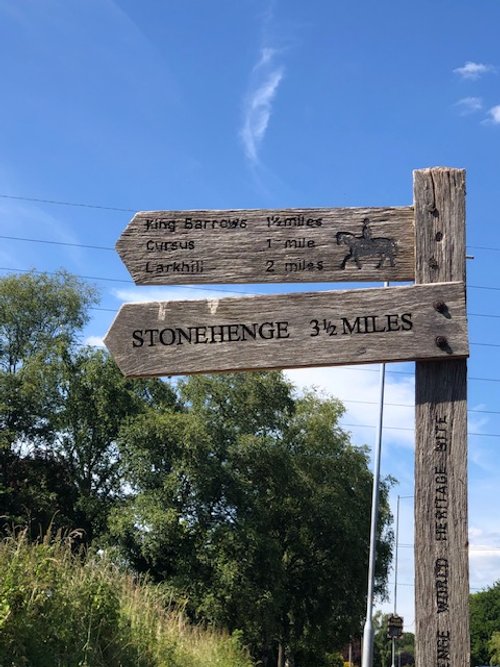 King Barrows 1½ miles
Cursus 1 mile
Larkhill 2 miles
STONEHENGE 3½ MILES
WORLD HERITAGE SITE